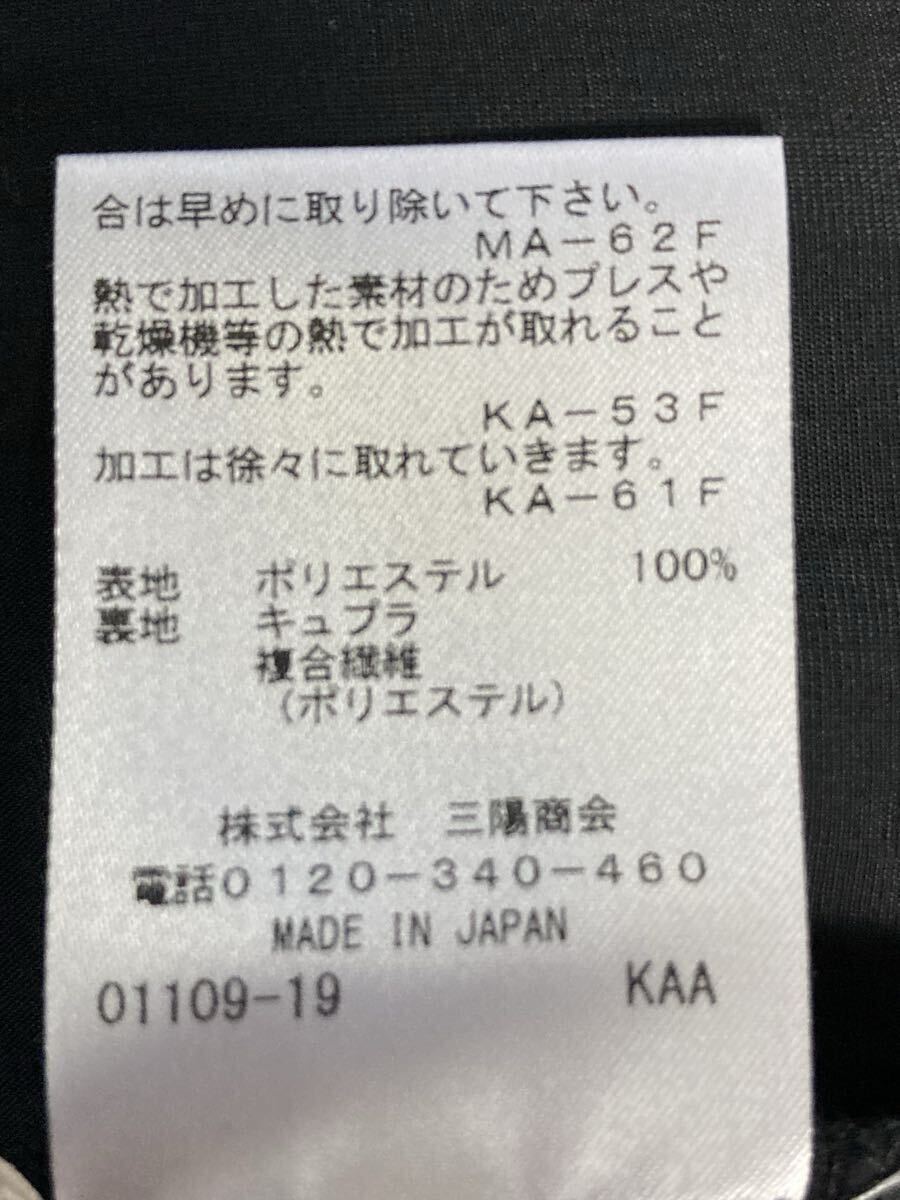 合は早めに取り除いて下さい。
MA-62F
熱で加工した素材のためプレスや
乾燥機等の熱で加工が取れること
があります。
KA-53F
加工は徐々に取れていきます。
KA-61F
表地 ポリエステル 100%
裏地 キュプラ
複合繊維
(ポリエステル)
株式会社 三陽商会
電話0120-340-460
MADE IN JAPAN
01109-19 KAA